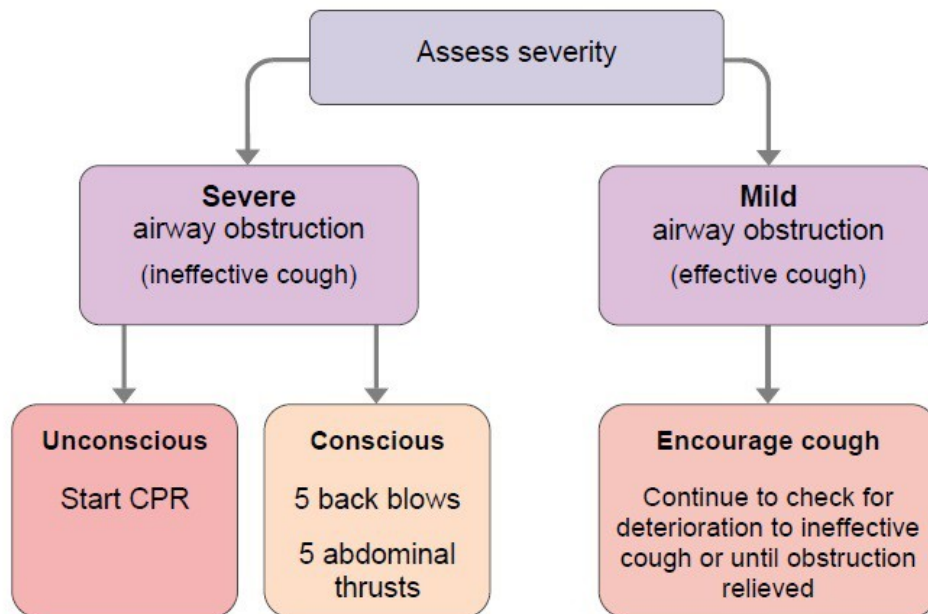 Assess severity
Severe
airway obstruction
(ineffective cough)
Mild
airway obstruction
(effective cough)
Unconscious
Start CPR
Conscious
5 back blows
5 abdominal
thrusts
Encourage cough
Continue to check for
deterioration to ineffective
cough or until obstruction
relieved